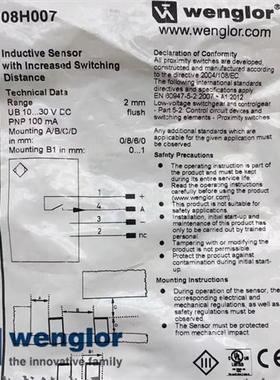 08H007
wenglor®
www.wenglor.com
Inductive Sensor
with Increased Switching
Distance
Technical Data
Range 2 mm
UB 10...30 V DC flush
PNP 100 mA
Mounting A/B/C/D
in mm: 0/8/6/0
Mounting B1 in mm: 0...1
1
4
3
2
+
A
-
nc
Declaration of Conformity
All proximity switches are developed,
constructed and manufactured according
to the directive 2004/108/EC
The following international standards
directives and specifications apply
EN 60947-5-2:2007 + A1:2012
Low-voltage switchgear and controlgear
- Part 5-2: Control circuit devices and
switching elements - Proximity switches
Any additional standards which are
applicable for the given application must
be observed.
Safety Precautions
The operating instruction is part of
the product and must be kept
during its entire service life.
Read the operating instructions
carefully before using the product
(www.wenglor.com).
This product is not suitable for
safety applications.
Installation, initial start-up and
maintenance of this product has
only to be carried out by trained
personnel.
Tampering with or modifying the
product is not permissible.
Protect the product against
contamination during initial
start-up.
Mounting Instructions
During operation of the sensor, the
corresponding electrical and
mechanical regulations, as well as
safety regulations must be
observed.
The Sensor must be protected
from mechanical impact.
wenglor
the innovative family
UL
LISTED